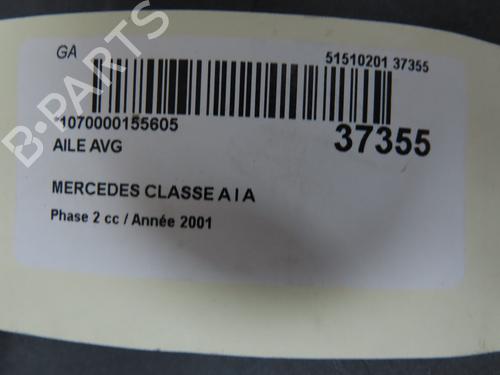 GA
51510201 37355
*1070000155605
37355
AILE AVG
MERCEDES CLASSE A I A
Phase 2 cc / Année 2001
B-PARTS